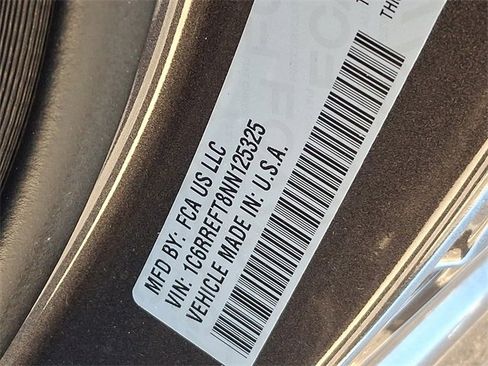 MFD BY: FCA US LLC
VIN: 1C6RREFT8NN125325
VEHICLE MADE IN: U.S.A.